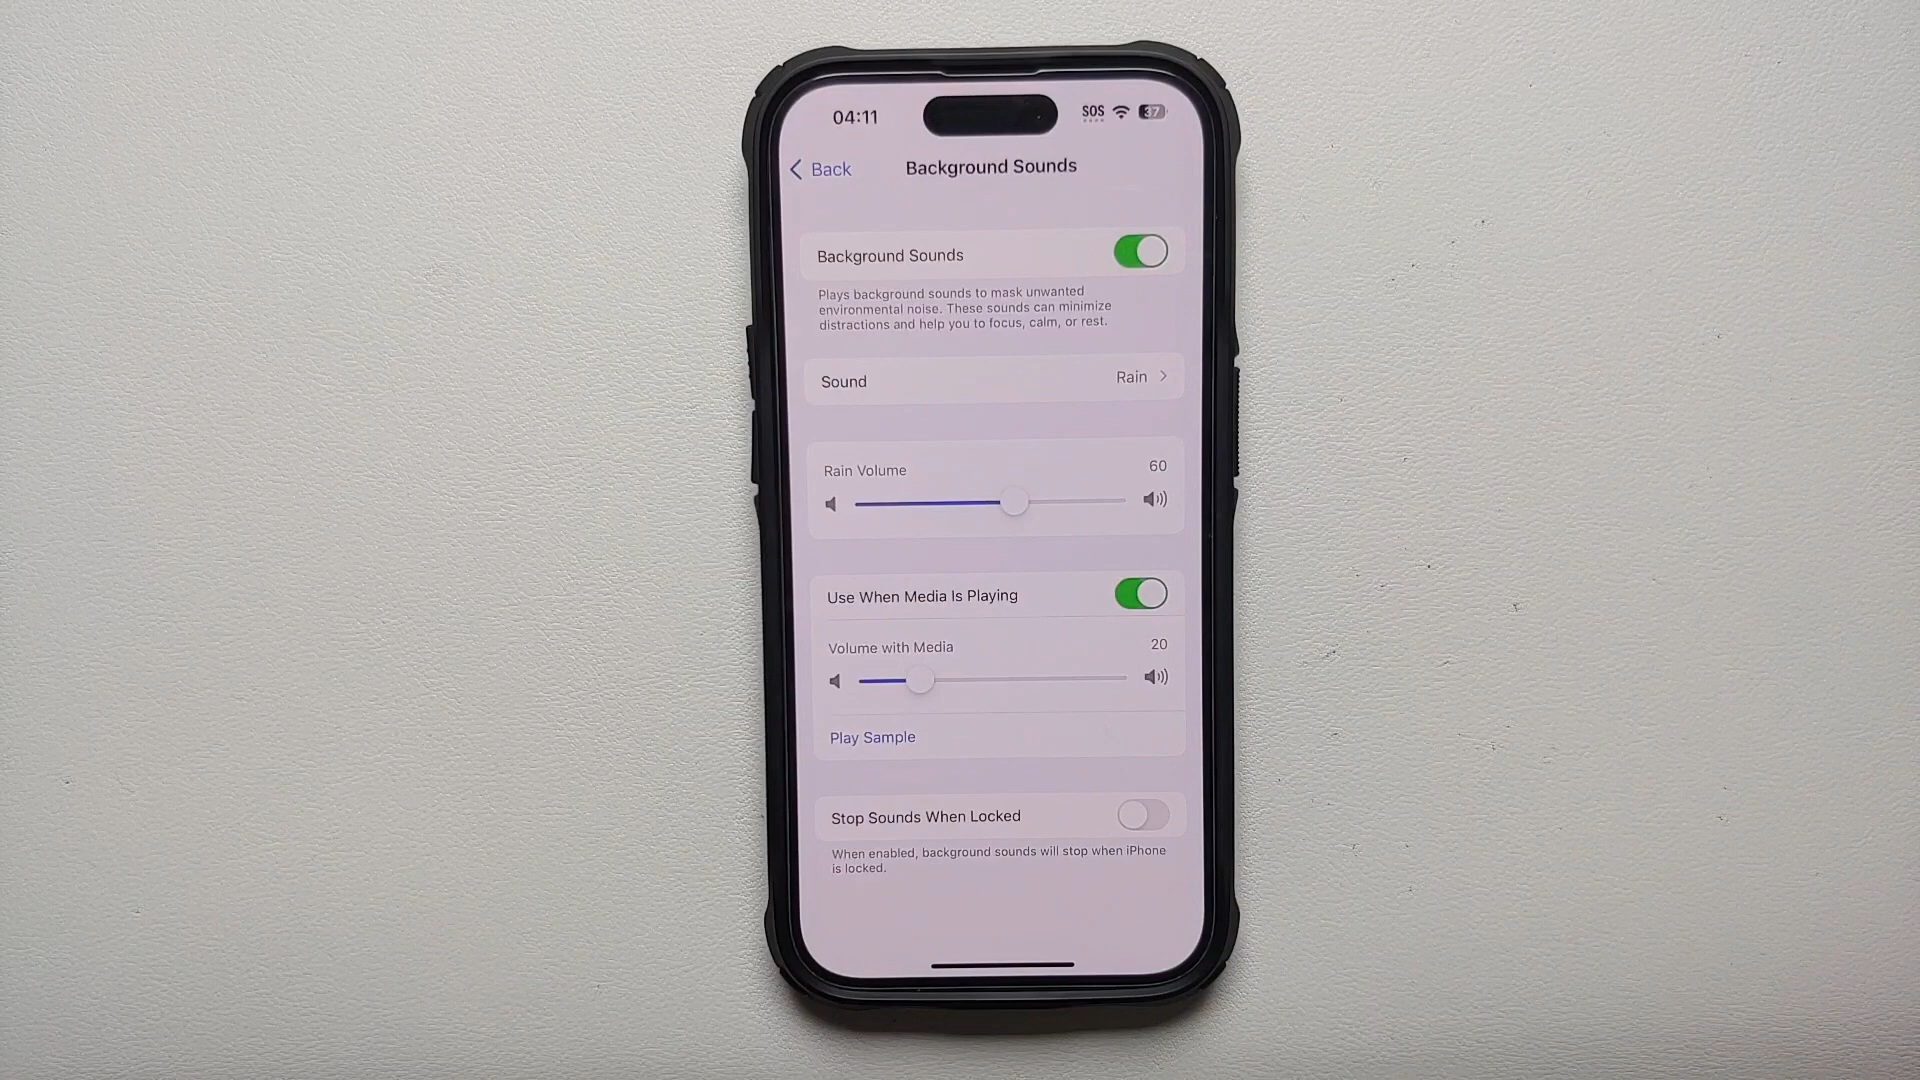 04:11
SOS
37
Back
Background Sounds
Background Sounds
Plays background sounds to mask unwanted
environmental noise. These sounds can minimize
distractions and help you to focus, calm, or rest.
Sound
Rain
Rain Volume
60
Use When Media Is Playing
Volume with Media
20
Play Sample
Stop Sounds When Locked
When enabled, background sounds will stop when iPhone
is locked.